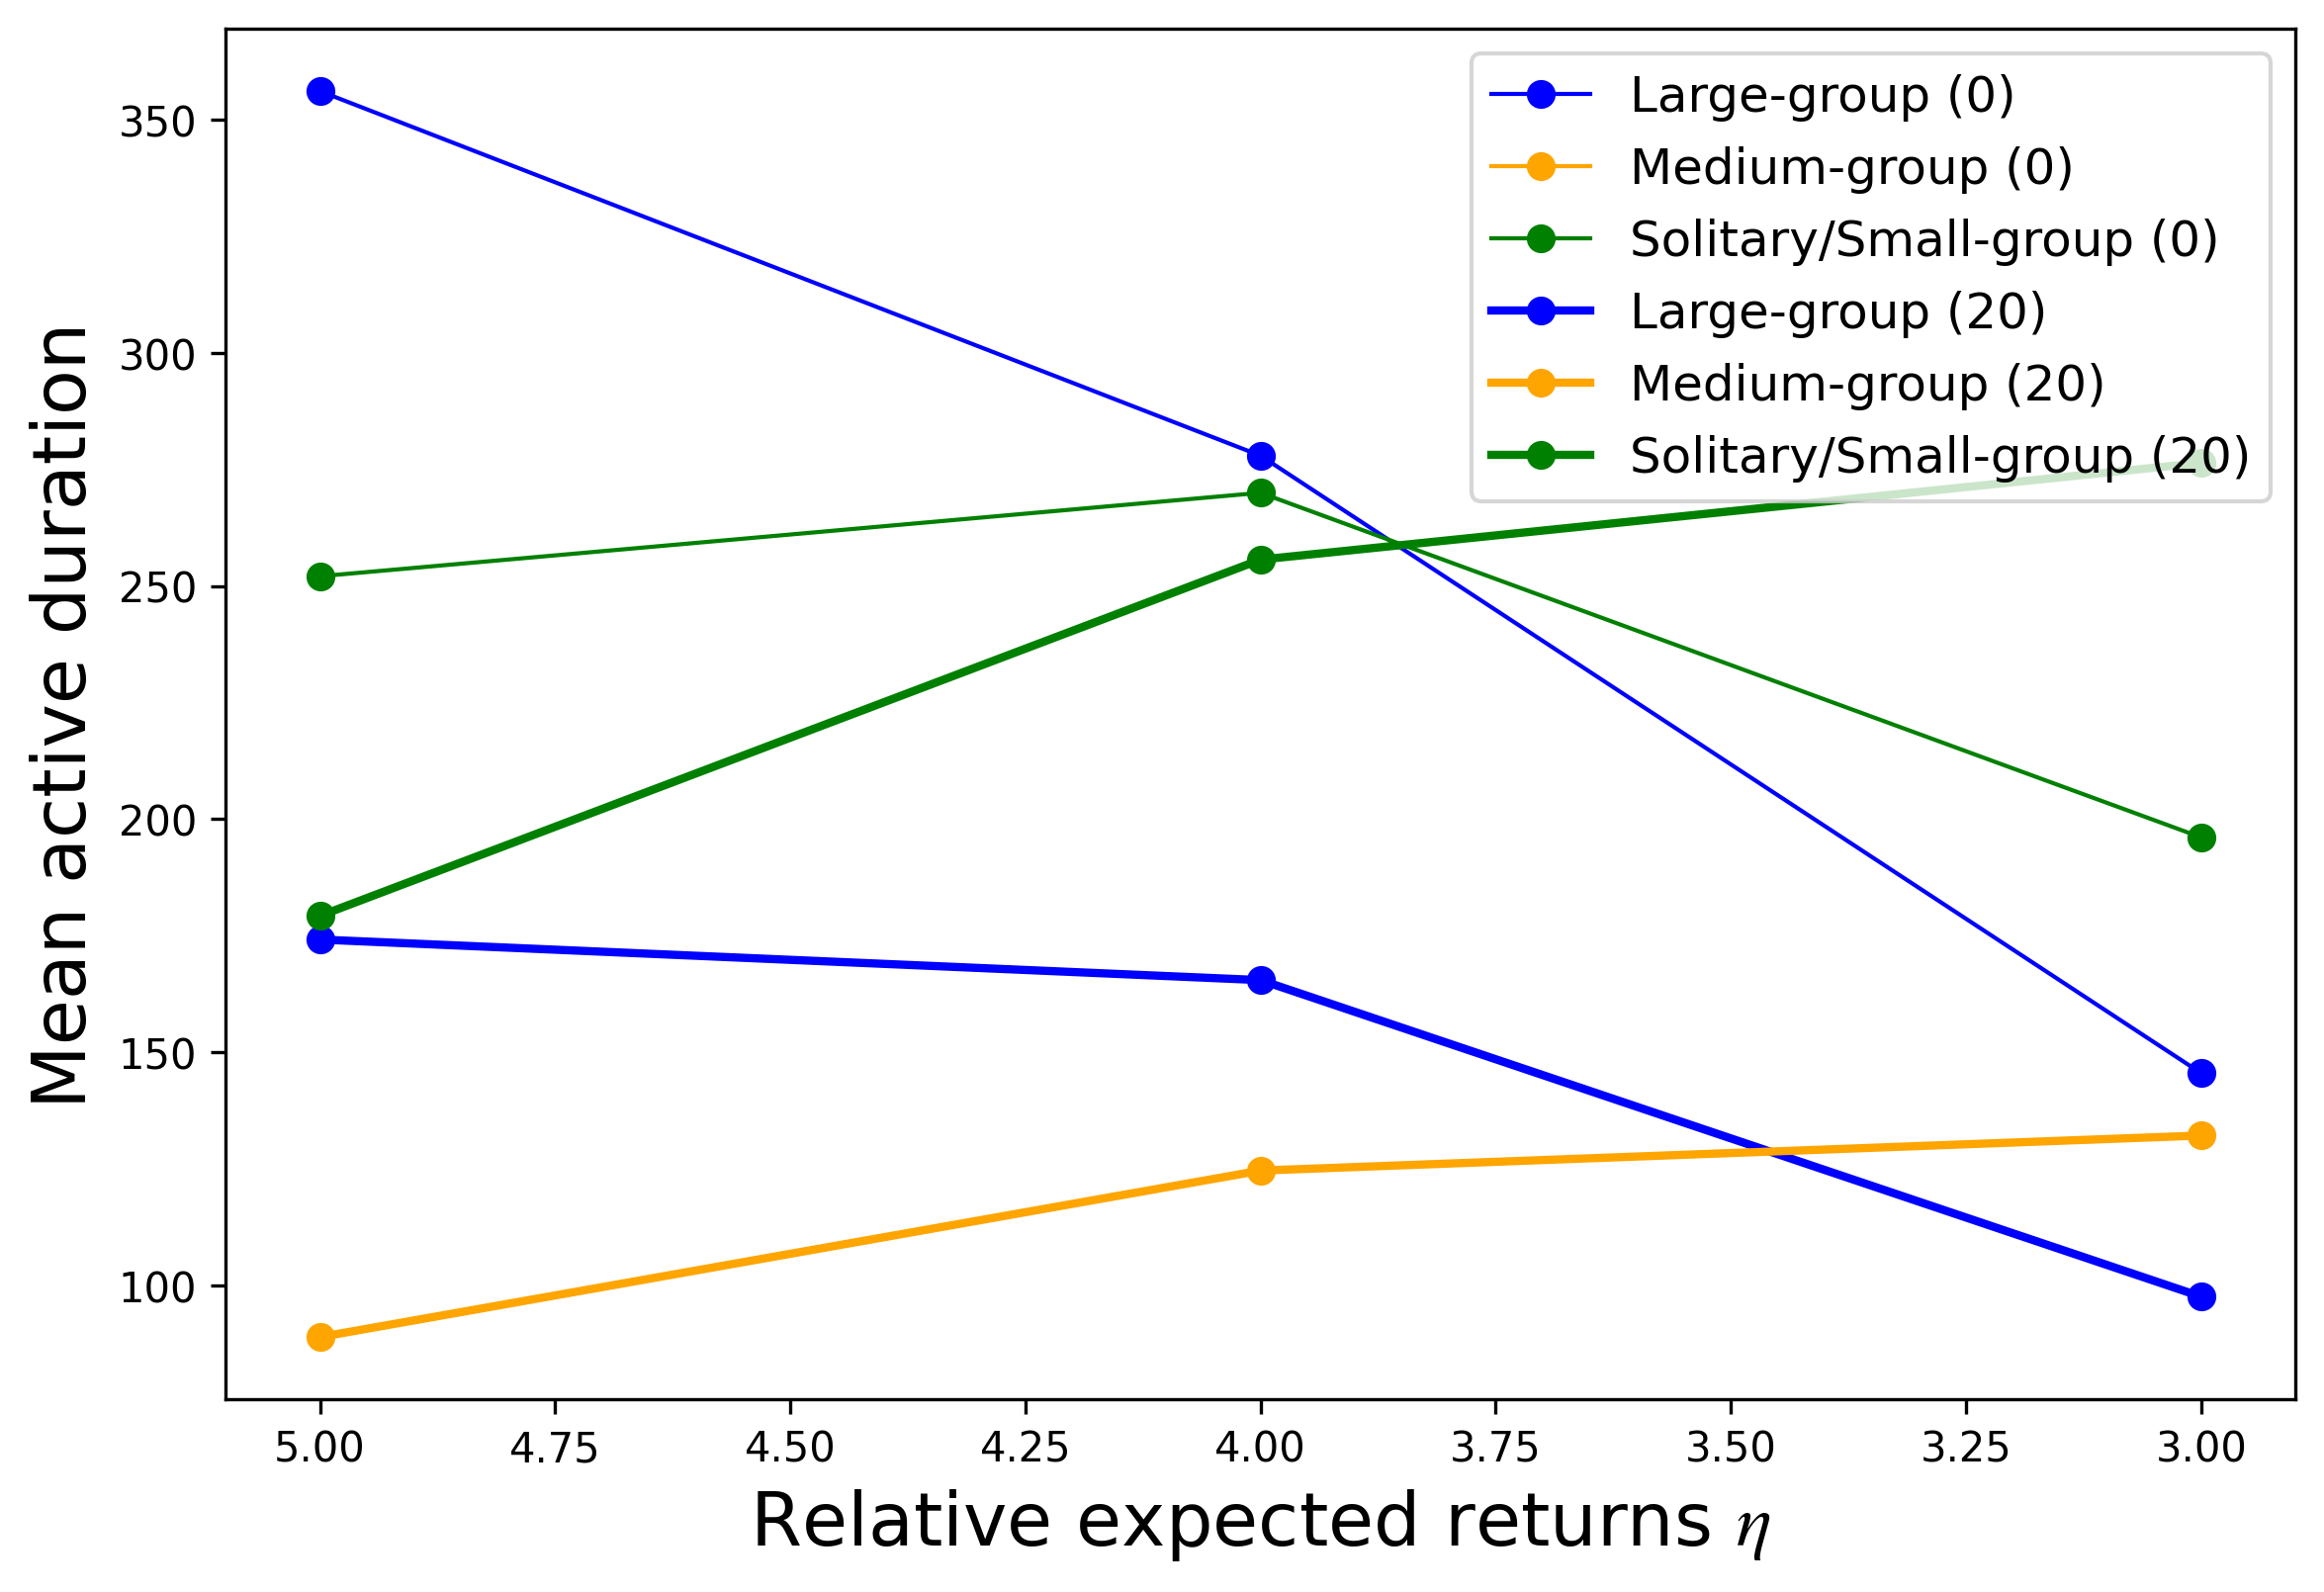 Large-group (0)
Medium-group (0)
Solitary/Small-group (0)
Large-group (20)
Medium-group (20)
Solitary/Small-group (20)
350
300
250
200
150
100
Mean active duration
5.00 4.75 4.50 4.25 4.00 3.75 3.50 3.25 3.00
Relative expected returns η